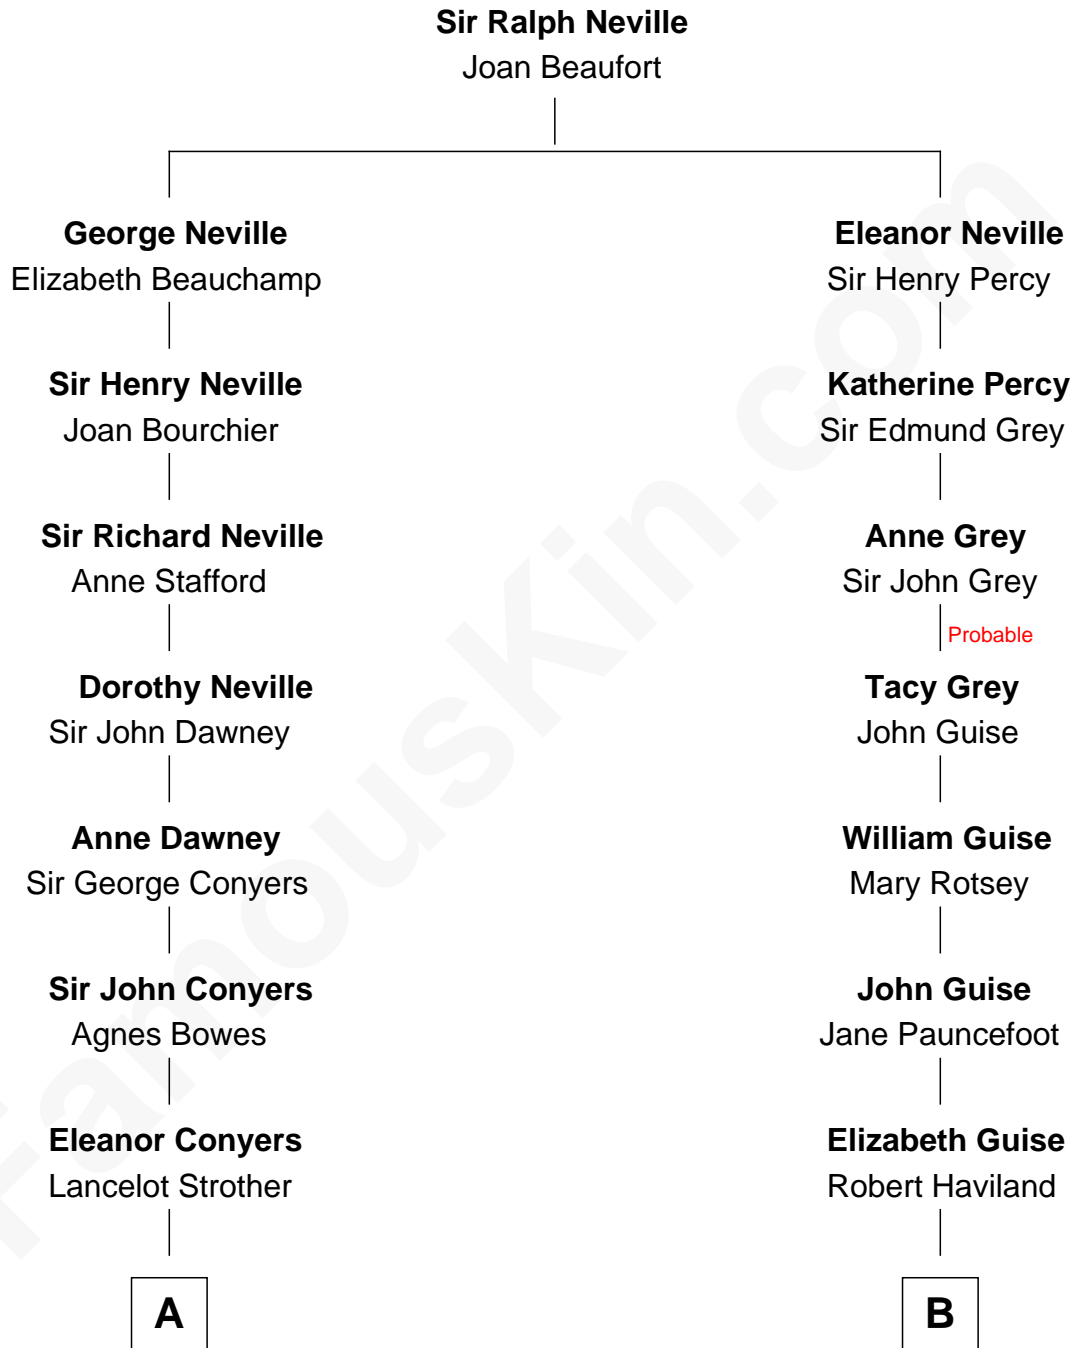 Sir Ralph Neville
Joan Beaufort
George Neville
Elizabeth Beauchamp
Eleanor Neville
Sir Henry Percy
Sir Henry Neville
Joan Bourchier
Katherine Percy
Sir Edmund Grey
Sir Richard Neville
Anne Stafford
Anne Grey
Sir John Grey
Probable
Dorothy Neville
Sir John Dawney
Tacy Grey
John Guise
Anne Dawney
Sir George Conyers
William Guise
Mary Rotsey
Sir John Conyers
Agnes Bowes
John Guise
Jane Pauncefoot
Eleanor Conyers
Lancelot Strother
Elizabeth Guise
Robert Haviland
A
B
FamousKin.com